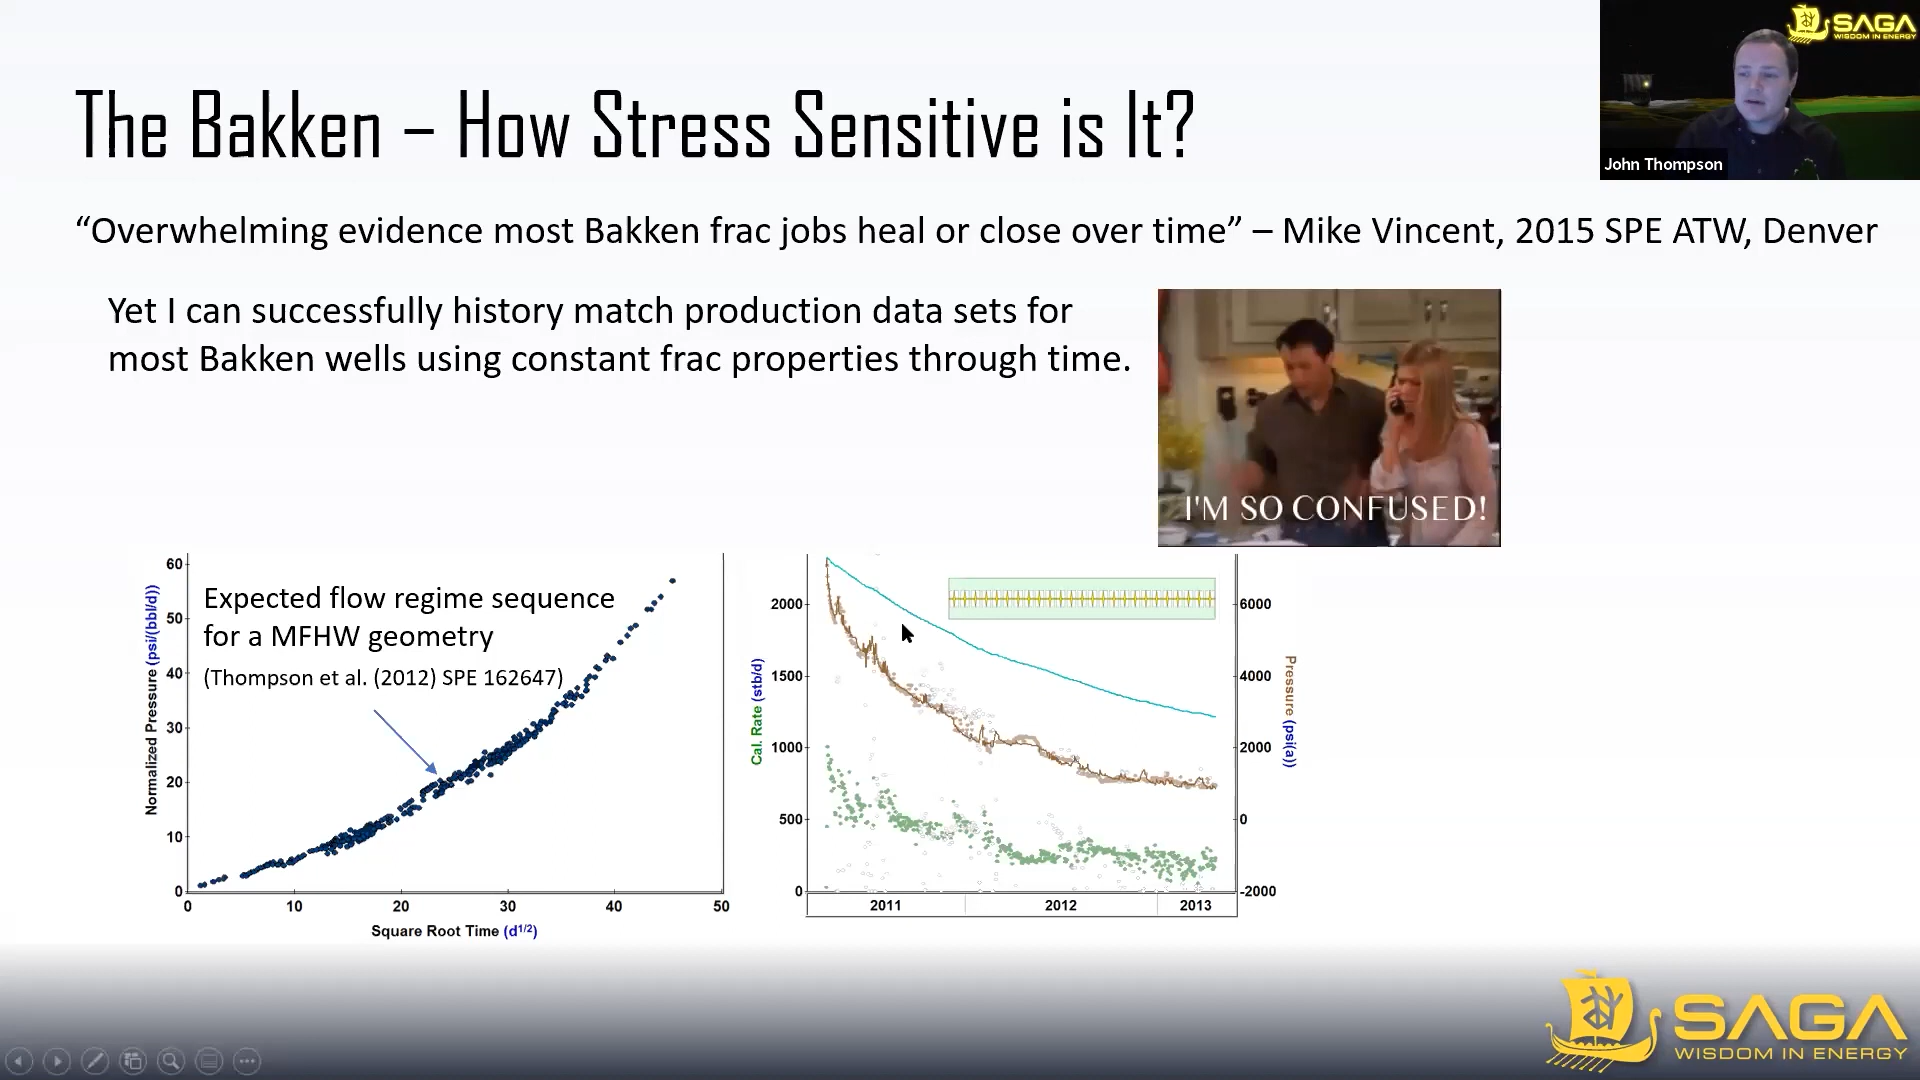 SAGA
WISDOM IN ENERGY
John Thompson
The Bakken – How Stress Sensitive is It?
“Overwhelming evidence most Bakken frac jobs heal or close over time” – Mike Vincent, 2015 SPE ATW, Denver
Yet I can successfully history match production data sets for
most Bakken wells using constant frac properties through time.
I'M SO CONFUSED!
Normalized Pressure (psi/(bbl/d))
60
50
40
30
20
10
0
Expected flow regime sequence
for a MFHW geometry
(Thompson et al. (2012) SPE 162647)
0 10 20 30 40 50
Square Root Time (d1/2)
Cal. Rate (stb/d)
2000
1500
1000
500
0
6000
4000
2000
0
-2000
Pressure (psi(a))
2011 2012 2013
SAGA
WISDOM IN ENERGY